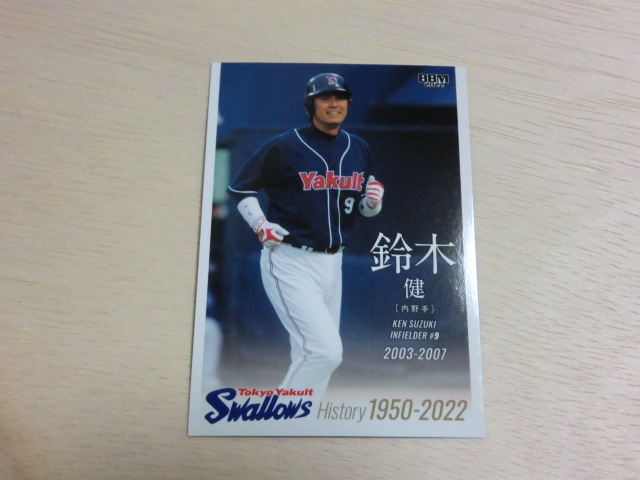 BBM
2022
Yakult
9
鈴木
健
[内野手]
KEN SUZUKI
INFIELDER #9
2003-2007
Tokyo Yakult
Swallows History 1950-2022